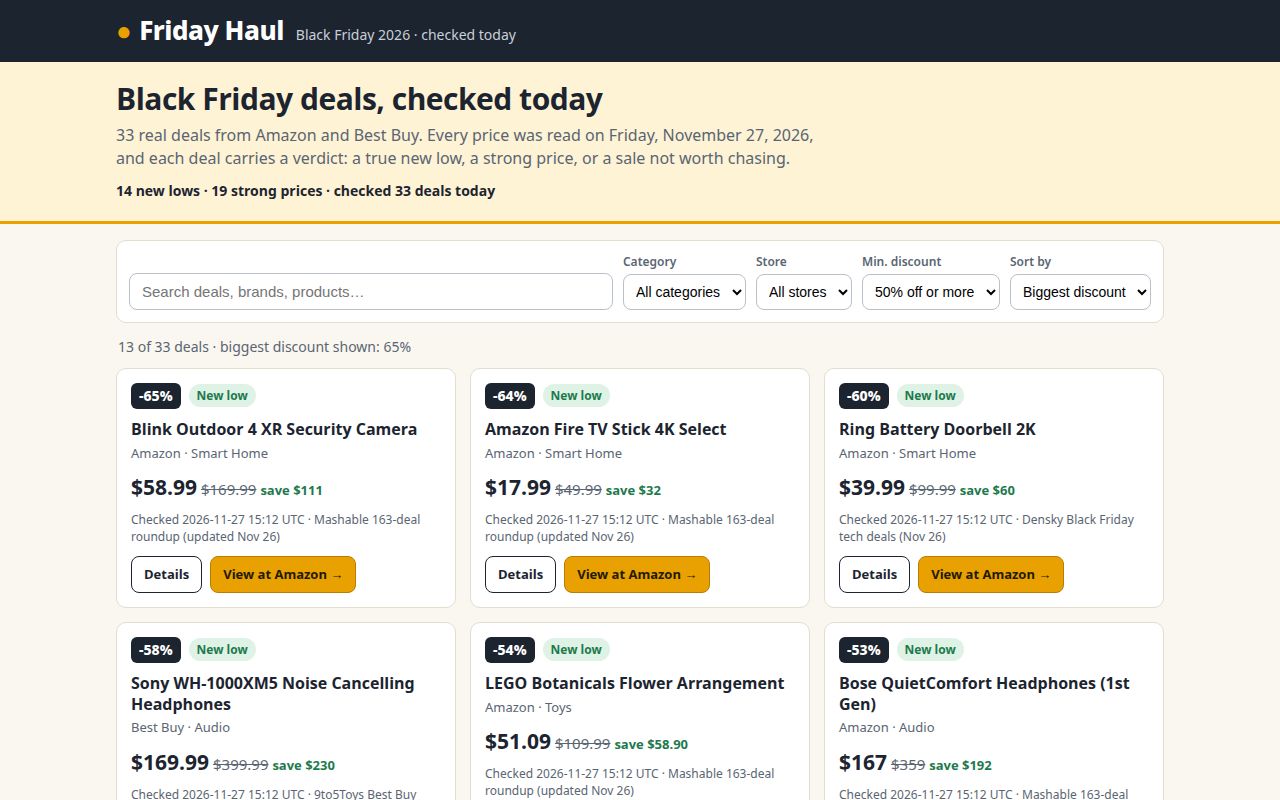 ● Friday Haul Black Friday 2026 · checked today
Black Friday deals, checked today
33 real deals from Amazon and Best Buy. Every price was read on Friday, November 27, 2026,
and each deal carries a verdict: a true new low, a strong price, or a sale not worth chasing.
14 new lows · 19 strong prices · checked 33 deals today
Category Store Min. discount Sort by
Search deals, brands, products… All categories All stores 50% off or more Biggest discount
13 of 33 deals · biggest discount shown: 65%
-65% New low
Blink Outdoor 4 XR Security Camera
Amazon · Smart Home
$58.99 $169.99 save $111
Checked 2026-11-27 15:12 UTC · Mashable 163-deal
roundup (updated Nov 26)
Details View at Amazon →
-64% New low
Amazon Fire TV Stick 4K Select
Amazon · Smart Home
$17.99 $49.99 save $32
Checked 2026-11-27 15:12 UTC · Mashable 163-deal
roundup (updated Nov 26)
Details View at Amazon →
-60% New low
Ring Battery Doorbell 2K
Amazon · Smart Home
$39.99 $99.99 save $60
Checked 2026-11-27 15:12 UTC · Densky Black Friday
tech deals (Nov 26)
Details View at Amazon →
-58% New low
Sony WH-1000XM5 Noise Cancelling
Headphones
Best Buy · Audio
$169.99 $399.99 save $230
Checked 2026-11-27 15:12 UTC · 9to5Toys Best Buy
-54% New low
LEGO Botanicals Flower Arrangement
Amazon · Toys
$51.09 $109.99 save $58.90
Checked 2026-11-27 15:12 UTC · Mashable 163-deal
roundup (updated Nov 26)
-53% New low
Bose QuietComfort Headphones (1st
Gen)
Amazon · Audio
$167 $359 save $192
Checked 2026-11-27 15:12 UTC · Mashable 163-deal